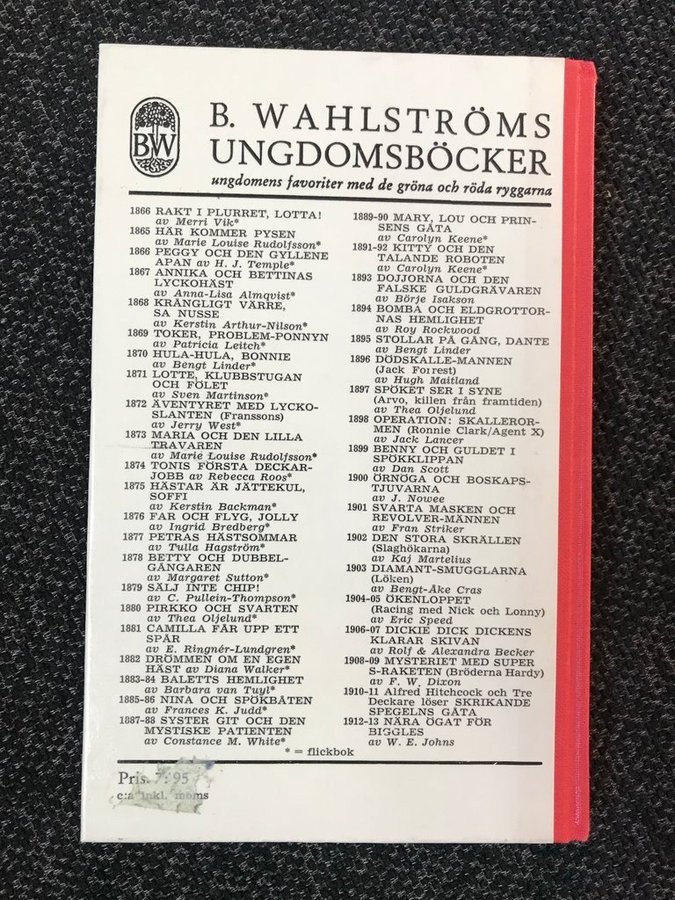 BW
B. WAHLSTRÖMS
UNGDOMSBÖCKER
ungdomens favoriter med de gröna och röda ryggarna
1866 RAKT I PLURRET, LOTTA!
av Merri Vik*
1865 HÄR KOMMER PYSEN
av Marie Louise Rudolfsson*
1866 PEGGY OCH DEN GYLLENE
APAN av H. J. Temple*
1867 ANNIKA OCH BETTINAS
LYCKOHÄST
av Anna-Lisa Almqvist*
1868 KRÅNGLIGT VÄRRE,
SA NUSSE
av Kerstin Arthur-Nilson*
1869 TOKER, PROBLEM-PONNYN
av Patricia Leitch*
1870 HULA-HULA, BONNIE
av Bengt Linder*
1871 LOTTE, KLUBBSTUGAN
OCH FÖLET
av Sven Martinson*
1872 ÄVENTYRET MED LYCKO-
SLANTEN (Franssons)
av Jerry West*
1873 MARIA OCH DEN LILLA
TRAVAREN
av Marie Louise Rudolfsson*
1874 TONIS FÖRSTA DECKAR-
JOBB av Rebecca Roos*
1875 HÄSTAR ÄR JÄTTEKUL,
SOFFI
av Kerstin Backman*
1876 FAR OCH FLYG, JOLLY
av Ingrid Bredberg*
1877 PETRAS HÄSTSOMMAR
av Tulla Hagström*
1878 BETTY OCH DUBBEL-
GÅNGAREN
av Margaret Sutton*
1879 SÄLJ INTE CHIP!
av C. Pullein-Thompson*
1880 PIRKKO OCH SVARTEN
av Thea Oljelund*
1881 CAMILLA FÅR UPP ETT
SPÅR
av E. Ringnér-Lundgren*
1882 DRÖMMEN OM EN EGEN
HÄST av Diana Walker*
1883-84 BALETTS HEMLIGHET
av Barbara van Tuyl*
1885-86 NINA OCH SPÖKBÅTEN
av Frances K. Judd*
1887-88 SYSTER GIT OCH DEN
MYSTISKE PATIENTEN
av Constance M. White*
1889-90 MARY, LOU OCH PRIN-
SENS GÅTA
av Carolyn Keene*
1891-92 KITTY OCH DEN
TALANDE ROBOTEN
av Carolyn Keene*
1893 DOJJORNA OCH DEN
FALSKE GULDGRÄVAREN
av Börje Isakson
1894 BOMBA OCH ELDGROTTOR-
NAS HEMLIGHET
av Roy Rockwood
1895 STOLLAR PÅ GÅNG, DANTE
av Bengt Linder
1896 DÖDSKALLE-MANNEN
(Jack Forrest)
av Hugh Maitland
1897 SPÖKET SER I SYNE
(Arvo, killen från framtiden)
av Thea Oljelund
1898 OPERATION: SKALLEROR-
MEN (Ronnie Clark/Agent X)
av Jack Lancer
1899 BENNY OCH GULDET I
SPÖKKLIPPAN
av Dan Scott
1900 ÖRNÖGA OCH BOSKAPS-
TJUVARNA
av J. Nowee
1901 SVARTA MASKEN OCH
REVOLVER-MÄNNEN
av Fran Striker
1902 DEN STORA SKRÄLLEN
(Slaghökarna)
av Kaj Martelius
1903 DIAMANT-SMUGGLARNA
(Löken)
av Bengt-Åke Cras
1904-05 ÖKENLOPPET
(Racing med Nick och Lonny)
av Eric Speed
1906-07 DICKIE DICK DICKENS
KLARAR SKIVAN
av Rolf & Alexandra Becker
1908-09 MYSTERIET MED SUPER
S-RAKETEN (Bröderna Hardy)
av F. W. Dixon
1910-11 Alfred Hitchcock och Tre
Deckare löser SKRIKANDE
SPEGELNS GÅTA
1912-13 NÄRA ÖGAT FÖR
BIGGLES
av W. E. Johns
* = flickbok
Pris 7: 95
c:a inkl. moms